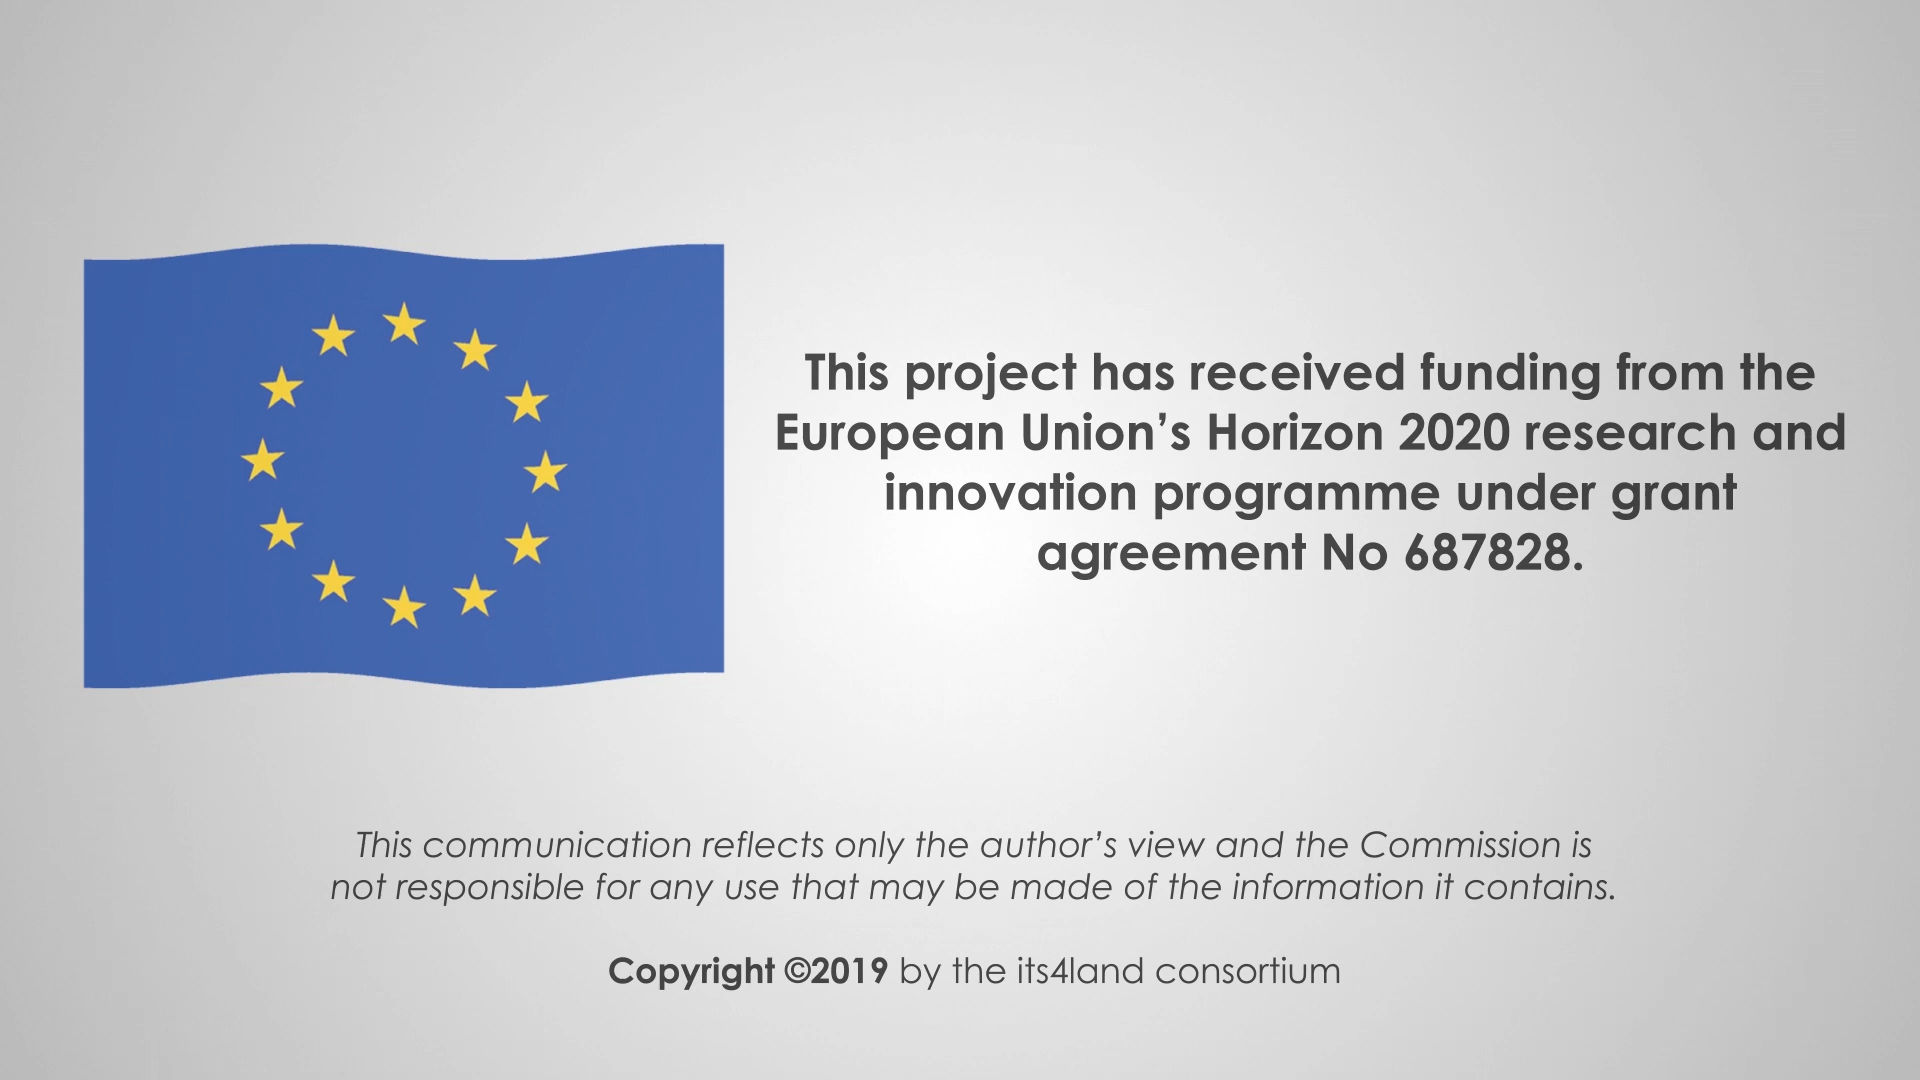 This project has received funding from the
European Union’s Horizon 2020 research and
innovation programme under grant
agreement No 687828.
This communication reflects only the author’s view and the Commission is
not responsible for any use that may be made of the information it contains.
Copyright ©2019 by the its4land consortium